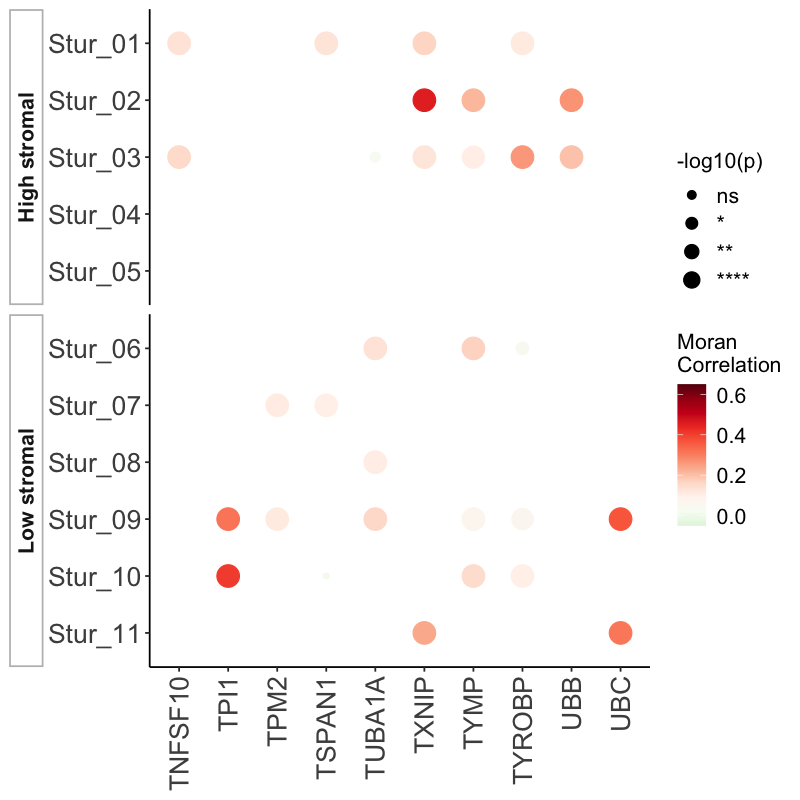 High stromal
Stur_01
Stur_02
Stur_03
Stur_04
Stur_05
Low stromal
Stur_06
Stur_07
Stur_08
Stur_09
Stur_10
Stur_11
TNFSF10
TPI1
TPM2
TSPAN1
TUBA1A
TXNIP
TYMP
TYROBP
UBB
UBC
-log10(p)
ns
*
**
****
Moran
Correlation
0.6
0.4
0.2
0.0